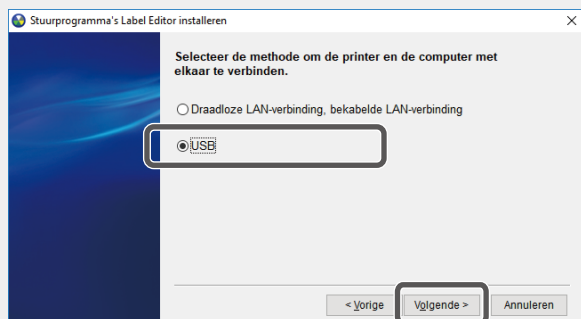 Stuurprogramma's Label Editor installeren
Selecteer de methode om de printer en de computer met
elkaar te verbinden.
Draadloze LAN-verbinding, bekabelde LAN-verbinding
USB
< Vorige
Volgende >
Annuleren